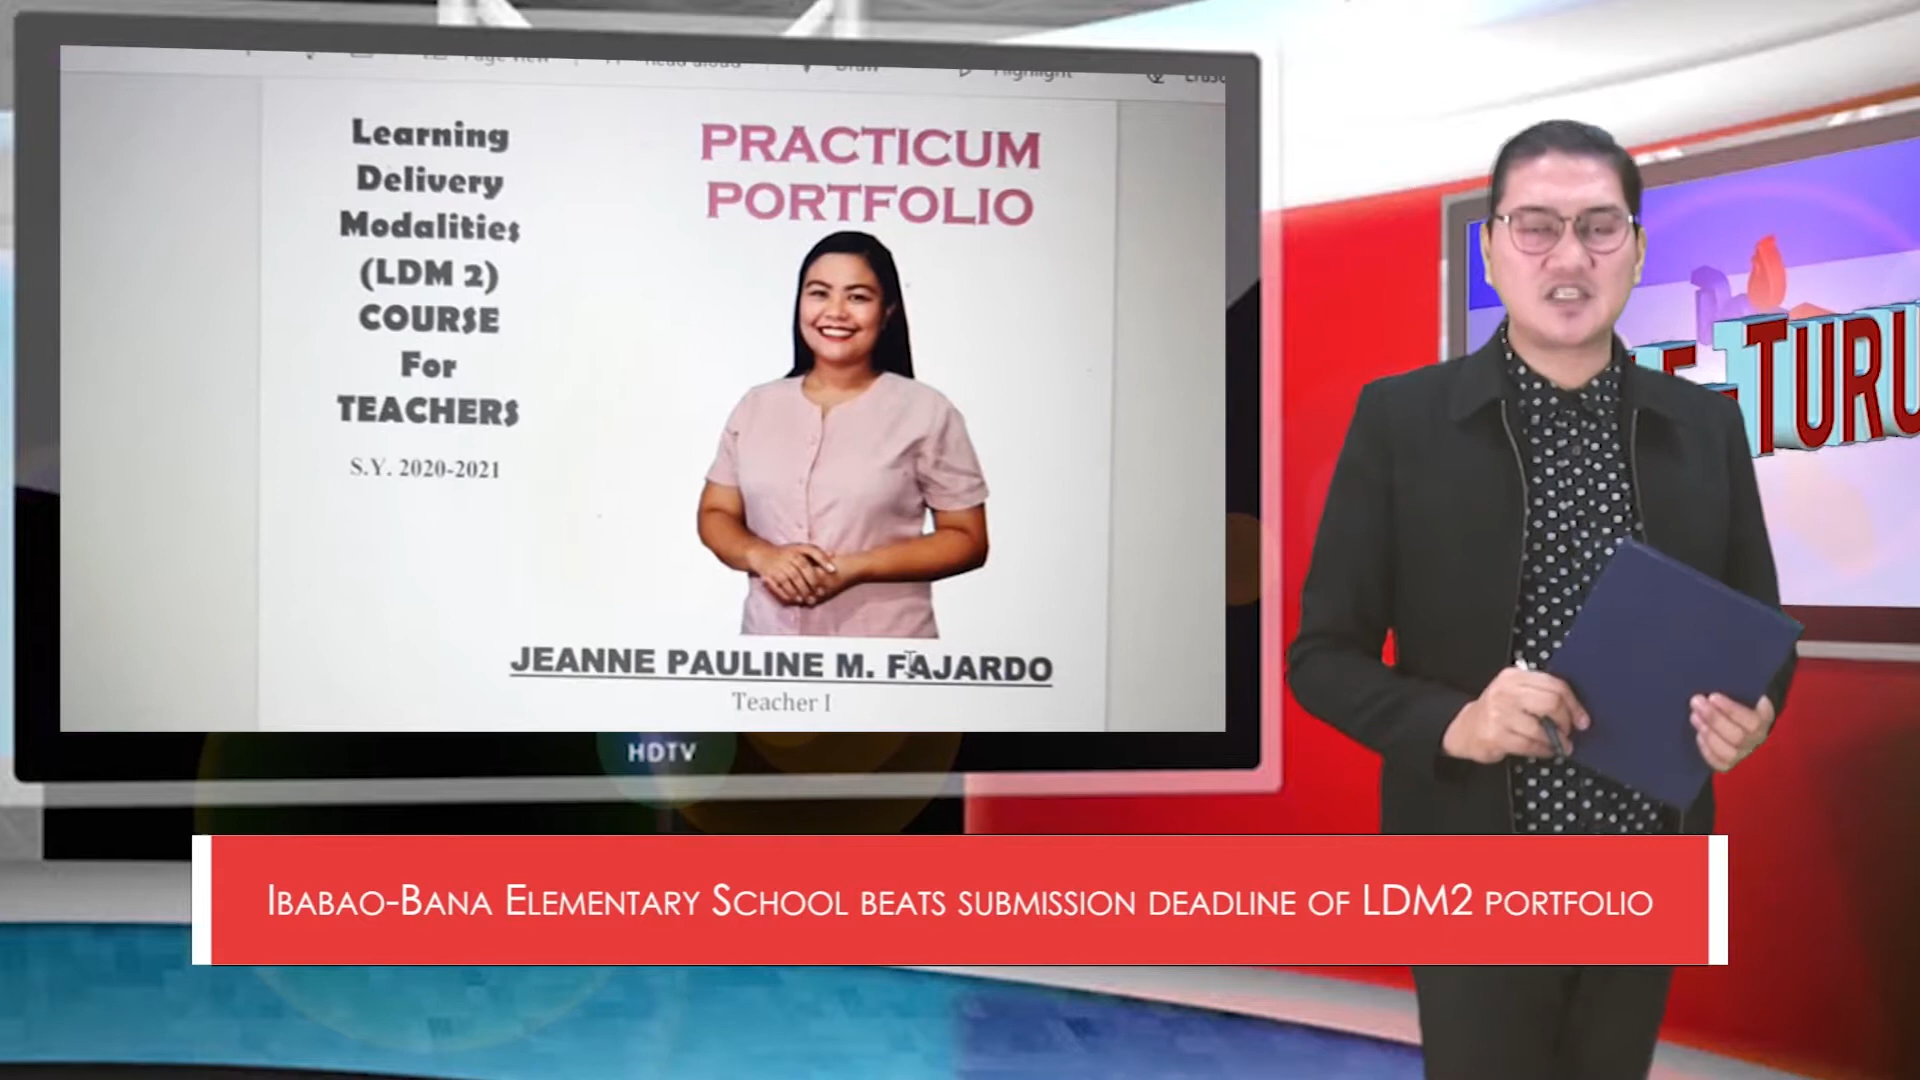 Learning
Delivery
Modalities
(LDM 2)
COURSE
For
TEACHERS
S.Y. 2020-2021
PRACTICUM
PORTFOLIO
JEANNE PAULINE M. FAJARDO
Teacher I
HDTV
TURU
IBABAO-BANA ELEMENTARY SCHOOL BEATS SUBMISSION DEADLINE OF LDM2 PORTFOLIO